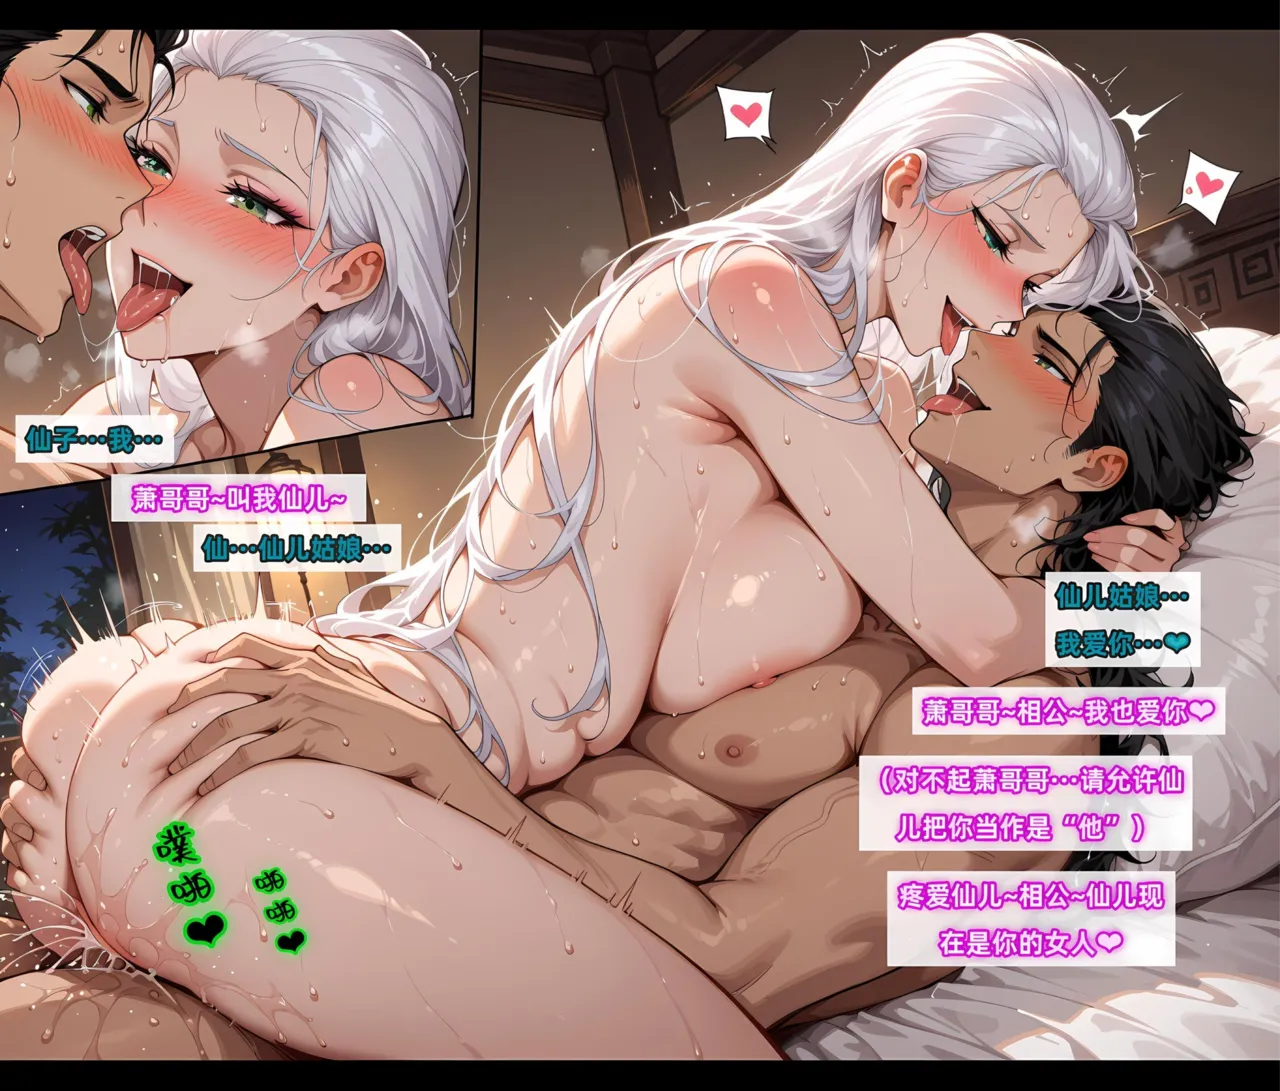 仙子…我…
萧哥哥~叫我仙儿~
仙…仙儿姑娘…
仙儿姑娘…
我爱你…❤
萧哥哥~相公~我也爱你❤
（对不起萧哥哥…请允许仙
儿把你当作是“他”）
疼爱仙儿~相公~仙儿现
在是你的女人❤
噗
啪
❤
啪
啪
❤